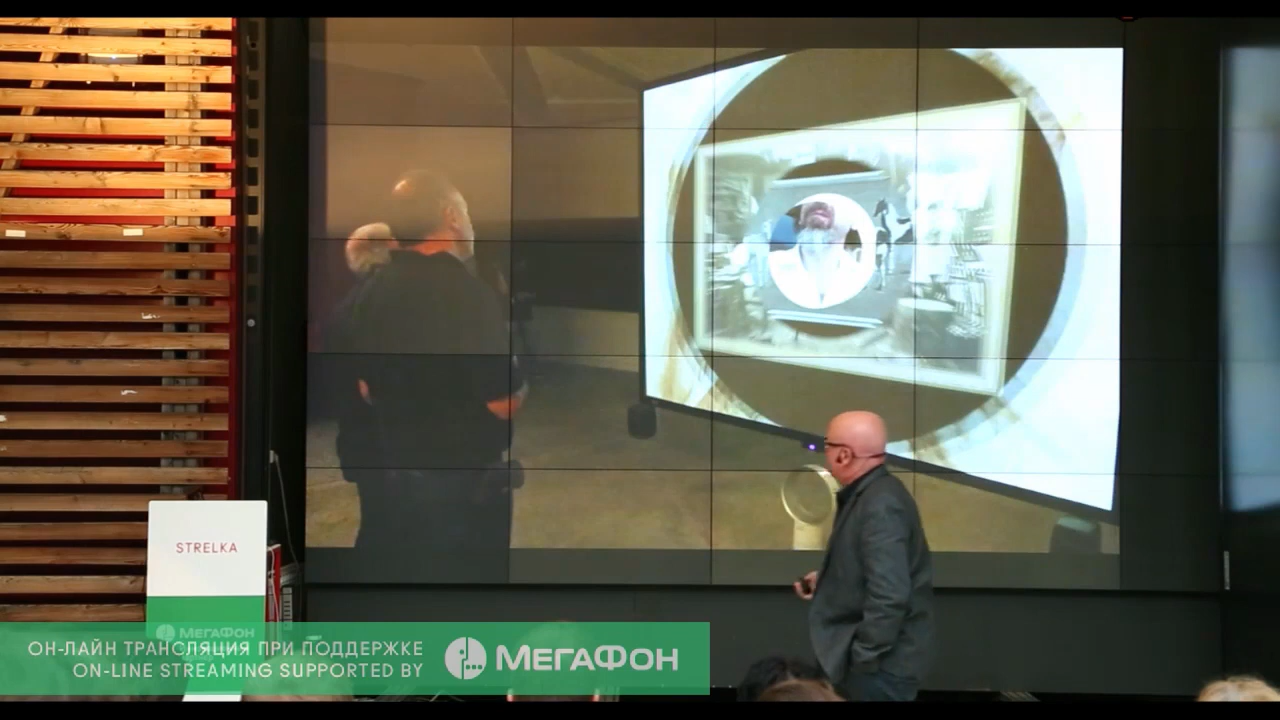 STRELKA
МЕГАФОН
ОН-ЛАЙН ТРАНСЛЯЦИЯ ПРИ ПОДДЕРЖКЕ
ON-LINE STREAMING SUPPORTED BY
МЕГАФОН